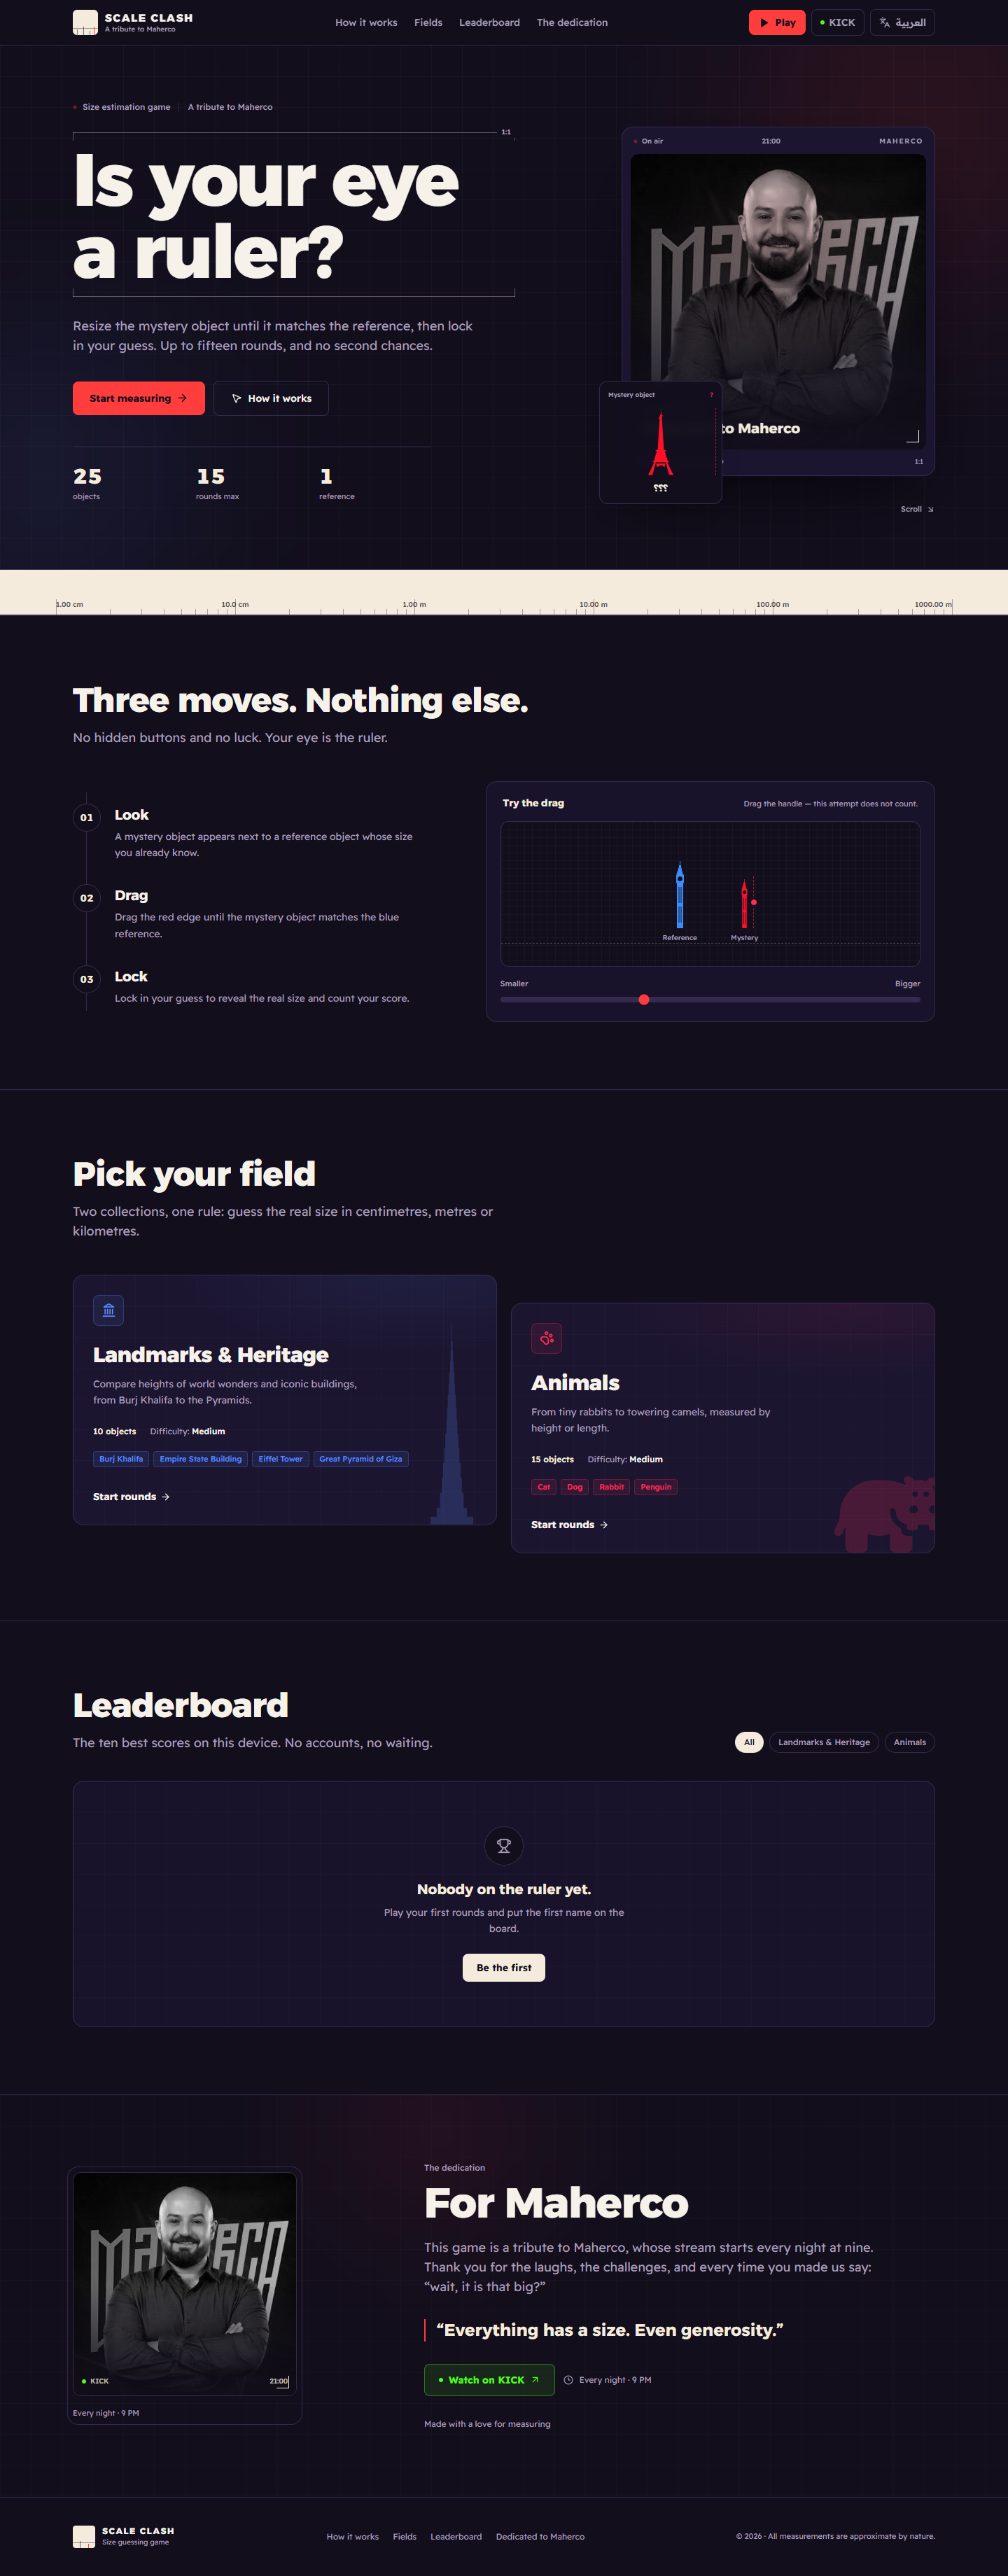 SCALE CLASH
A tribute to Maherco
How it works
Fields
Leaderboard
The dedication
Play
KICK
العربية
Size estimation game
A tribute to Maherco
1:1
Is your eye
a ruler?
Resize the mystery object until it matches the reference, then lock
in your guess. Up to fifteen rounds, and no second chances.
Start measuring
How it works
25
objects
15
rounds max
1
reference
On air
21:00
MAHERCO
MAHERCO
Mystery object
?
؟؟؟
to Maherco
1:1
Scroll
1.00 cm
10.0 cm
1.00 m
10.00 m
100.00 m
1000.00 m
Three moves. Nothing else.
No hidden buttons and no luck. Your eye is the ruler.
01
Look
A mystery object appears next to a reference object whose size
you already know.
02
Drag
Drag the red edge until the mystery object matches the blue
reference.
03
Lock
Lock in your guess to reveal the real size and count your score.
Try the drag
Drag the handle — this attempt does not count.
Reference
Mystery
Smaller
Bigger
Pick your field
Two collections, one rule: guess the real size in centimetres, metres or
kilometres.
Landmarks & Heritage
Compare heights of world wonders and iconic buildings,
from Burj Khalifa to the Pyramids.
10 objects
Difficulty: Medium
Burj Khalifa
Empire State Building
Eiffel Tower
Great Pyramid of Giza
Start rounds
Animals
From tiny rabbits to towering camels, measured by
height or length.
15 objects
Difficulty: Medium
Cat
Dog
Rabbit
Penguin
Start rounds
Leaderboard
The ten best scores on this device. No accounts, no waiting.
All
Landmarks & Heritage
Animals
Nobody on the ruler yet.
Play your first rounds and put the first name on the
board.
Be the first
MAHERCO
KICK
21:00
Every night · 9 PM
The dedication
For Maherco
This game is a tribute to Maherco, whose stream starts every night at nine.
Thank you for the laughs, the challenges, and every time you made us say:
“wait, it is that big?”
“Everything has a size. Even generosity.”
Watch on KICK
Every night · 9 PM
Made with a love for measuring
SCALE CLASH
Size guessing game
How it works
Fields
Leaderboard
Dedicated to Maherco
© 2026 · All measurements are approximate by nature.